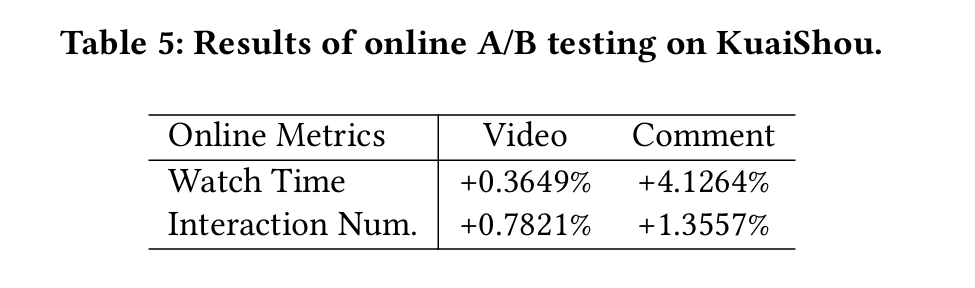 Table 5: Results of online A/B testing on KuaiShou.
Online Metrics Video Comment
Watch Time +0.3649% +4.1264%
Interaction Num. +0.7821% +1.3557%